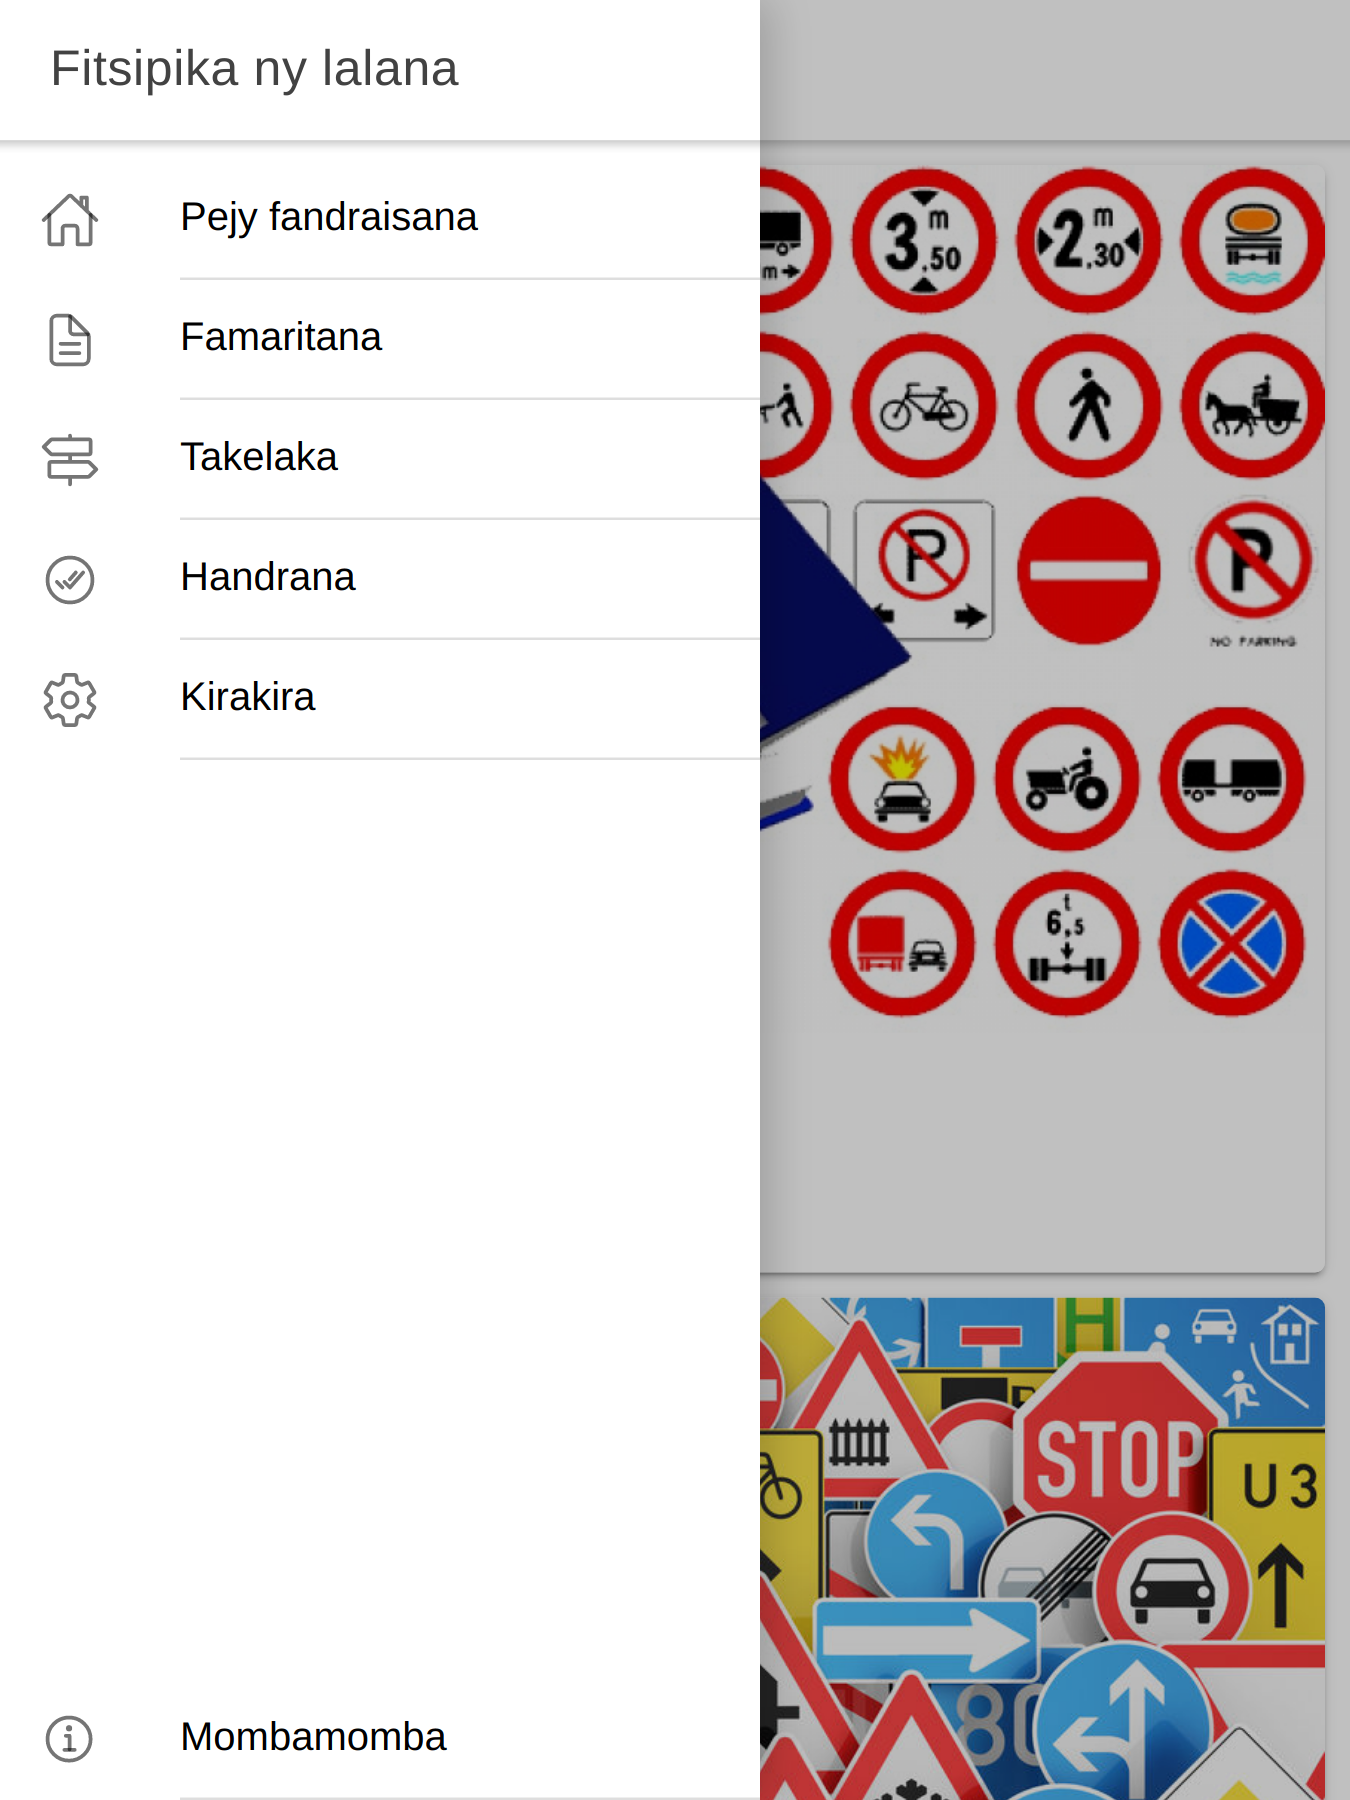 Fitsipika ny lalana
Pejy fandraisana
Famaritana
Takelaka
Handrana
Kirakira
Mombamomba
m
3 m
.50
2 m
.30
P
P
NO PARKING
t
6,5
H
STOP
U3
80